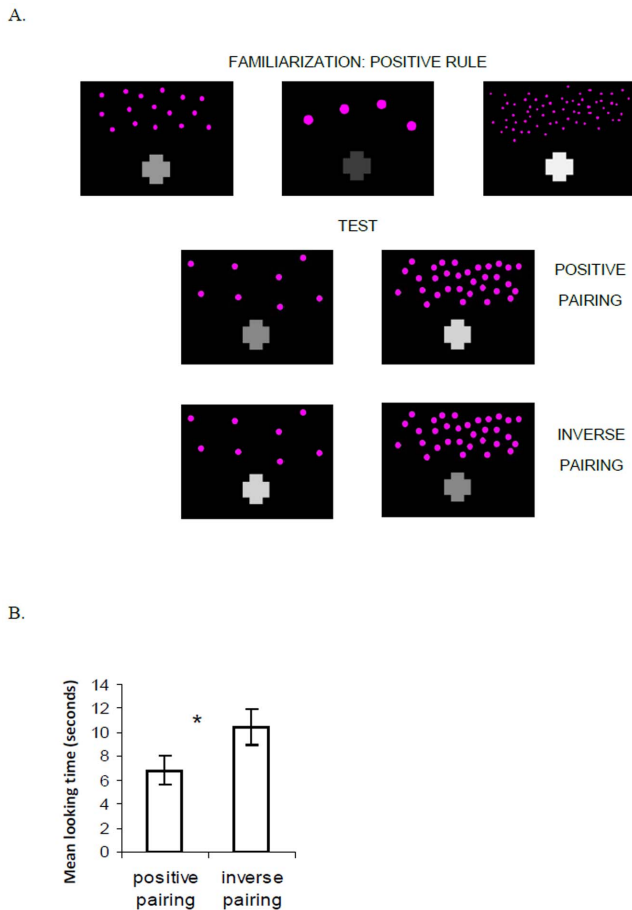 A.
FAMILIARIZATION: POSITIVE RULE
TEST
POSITIVE
PAIRING
INVERSE
PAIRING
B.
Mean looking time (seconds)
14
12
10
8
6
4
2
0
*
positive
pairing
inverse
pairing